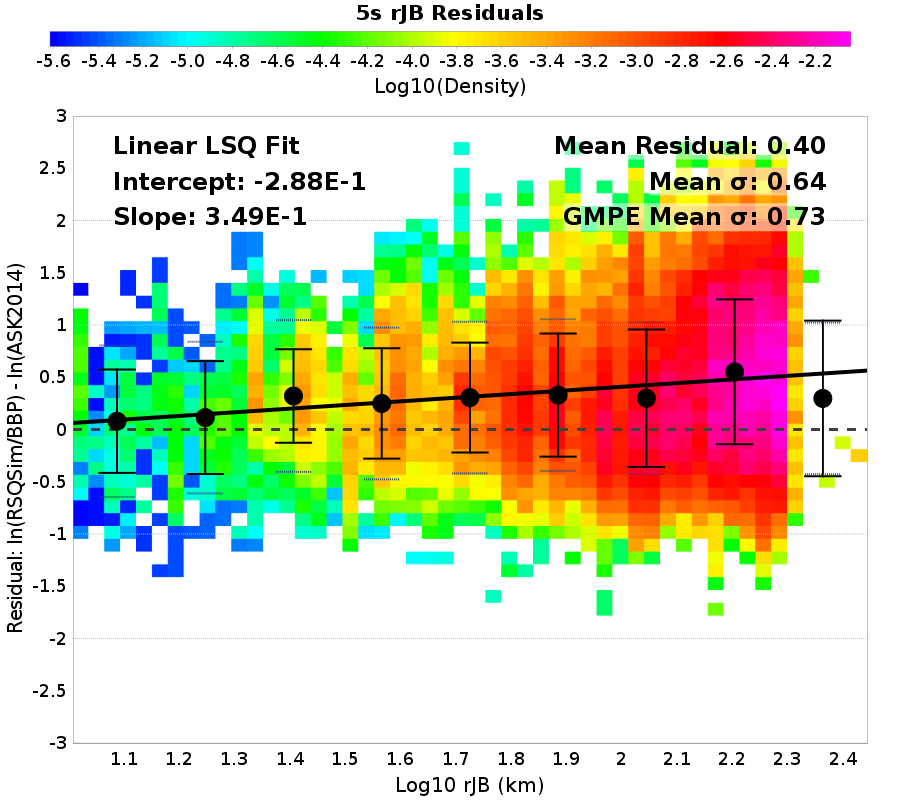 5s rJB Residuals
-5.6 -5.4 -5.2 -5.0 -4.8 -4.6 -4.4 -4.2 -4.0 -3.8 -3.6 -3.4 -3.2 -3.0 -2.8 -2.6 -2.4 -2.2
Log10(Density)
Linear LSQ Fit
Intercept: -2.88E-1
Slope: 3.49E-1
Mean Residual: 0.40
Mean σ: 0.64
GMPE Mean σ: 0.73
Residual: ln(RSQSim/BBP) - ln(ASK2014)
3
2.5
2
1.5
1
0.5
0
-0.5
-1
-1.5
-2
-2.5
-3
1.1 1.2 1.3 1.4 1.5 1.6 1.7 1.8 1.9 2 2.1 2.2 2.3 2.4
Log10 rJB (km)